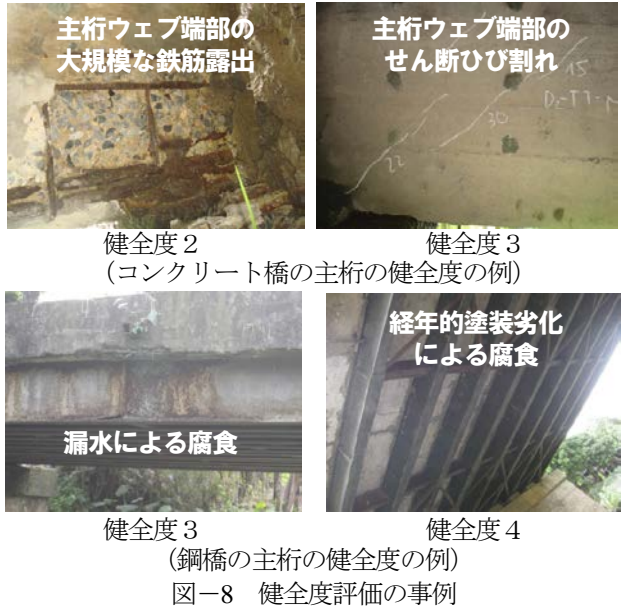 主桁ウェブ端部の
大規模な鉄筋露出
主桁ウェブ端部の
せん断ひび割れ
15
30
22
健全度2
健全度3
(コンクリート橋の主桁の健全度の例)
漏水による腐食
経年的塗装劣化
による腐食
健全度3
健全度4
(鋼橋の主桁の健全度の例)
図-8 健全度評価の事例